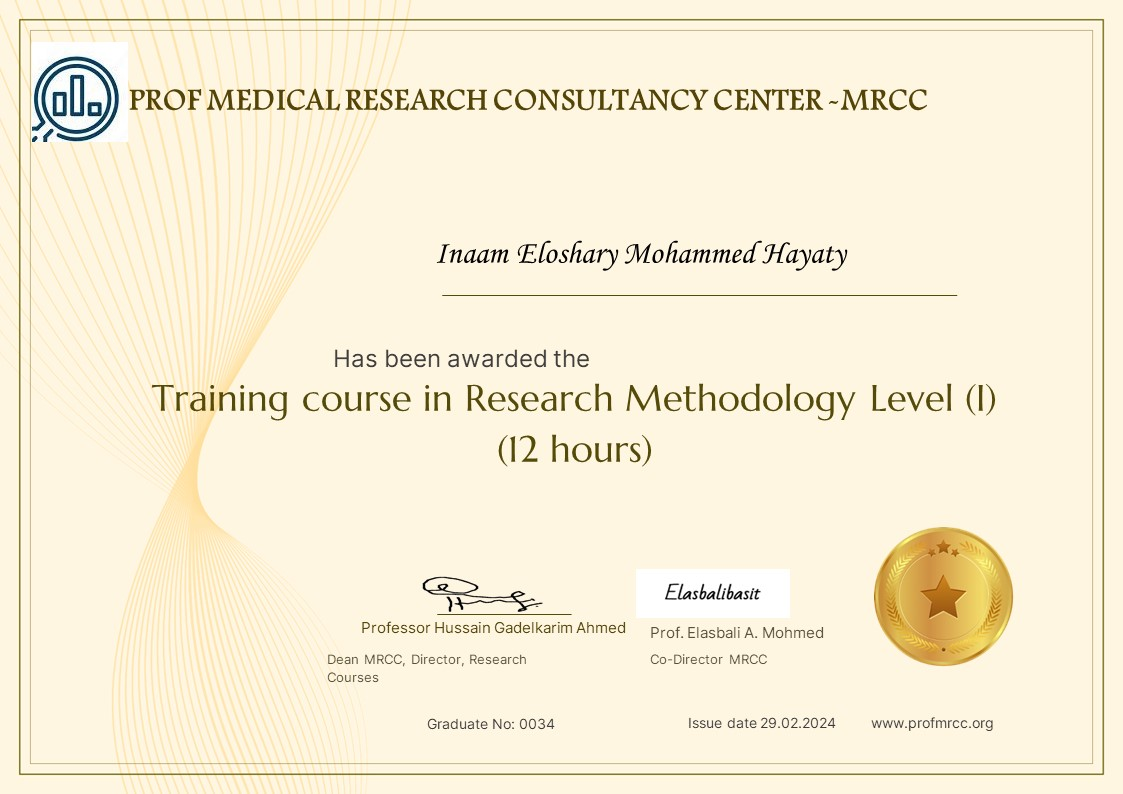 PROF MEDICAL RESEARCH CONSULTANCY CENTER -MRCC
Inaam Eloshary Mohammed Hayaty
Has been awarded the
Training course in Research Methodology Level (I)
(12 hours)
Elasbalibasit
Professor Hussain Gadelkarim Ahmed
Prof. Elasbali A. Mohmed
Dean MRCC, Director, Research
Courses
Co-Director MRCC
Graduate No: 0034
Issue date 29.02.2024
www.profmrcc.org